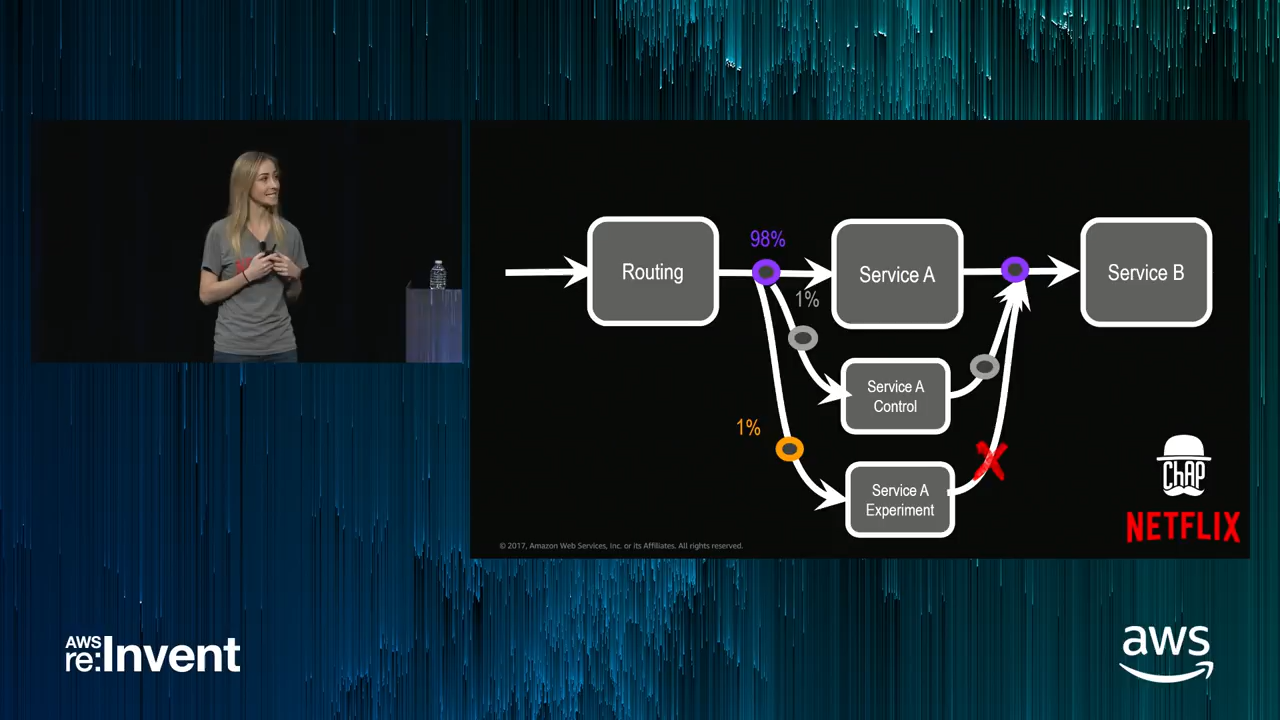 98%
Routing
Service A
Service B
1%
Service A
Control
1%
Service A
Experiment
ChAP
NETFLIX
© 2017, Amazon Web Services, Inc. or its Affiliates. All rights reserved.
AWS
re:Invent
aws